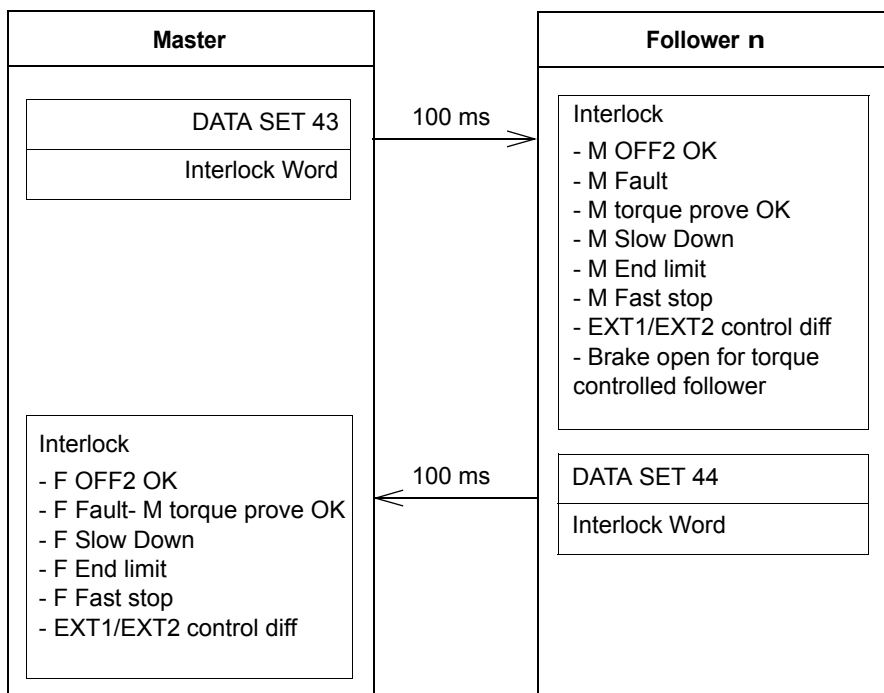 Master
DATA SET 43
Interlock Word
Interlock
- F OFF2 OK
- F Fault- M torque prove OK
- F Slow Down
- F End limit
- F Fast stop
- EXT1/EXT2 control diff
100 ms
100 ms
Follower n
Interlock
- M OFF2 OK
- M Fault
- M torque prove OK
- M Slow Down
- M End limit
- M Fast stop
- EXT1/EXT2 control diff
- Brake open for torque
controlled follower
DATA SET 44
Interlock Word